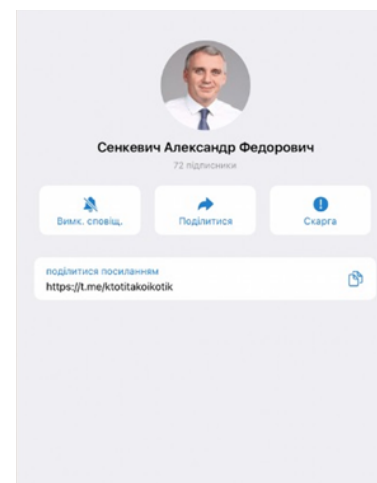 Сенкевич Александр Федорович
72 підписники
Вимк. сповіщ.
Поділитися
Скарга
поділитися посиланням
https://t.me/ktotitakoikotik